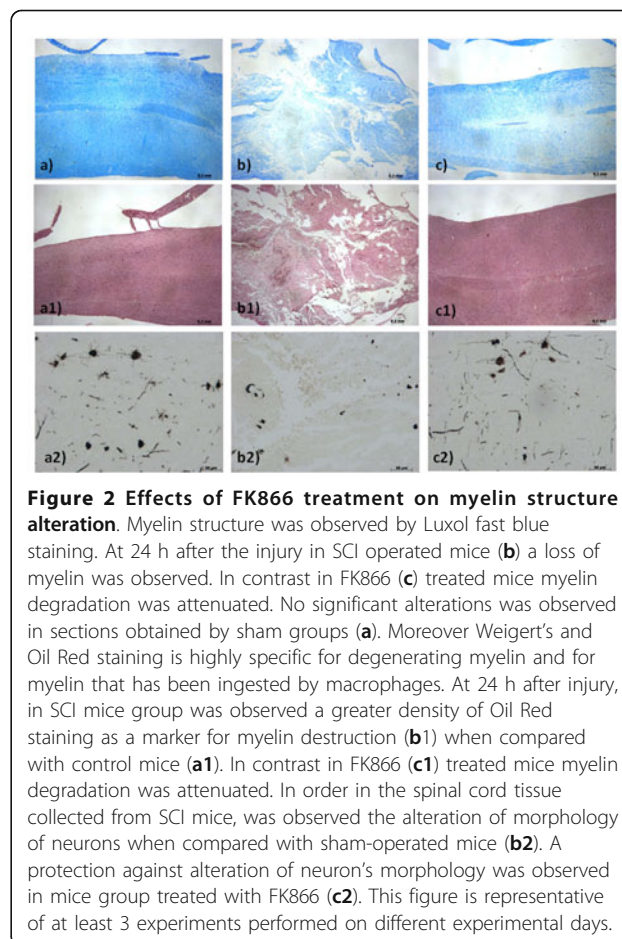 a) b) c)
a1) b1) c1)
a2) b2) c2)
Figure 2 Effects of FK866 treatment on myelin structure
alteration. Myelin structure was observed by Luxol fast blue
staining. At 24 h after the injury in SCI operated mice (b) a loss of
myelin was observed. In contrast in FK866 (c) treated mice myelin
degradation was attenuated. No significant alterations was observed
in sections obtained by sham groups (a). Moreover Weigert's and
Oil Red staining is highly specific for degenerating myelin and for
myelin that has been ingested by macrophages. At 24 h after injury,
in SCI mice group was observed a greater density of Oil Red
staining as a marker for myelin destruction (b1) when compared
with control mice (a1). In contrast in FK866 (c1) treated mice myelin
degradation was attenuated. In order in the spinal cord tissue
collected from SCI mice, was observed the alteration of morphology
of neurons when compared with sham-operated mice (b2). A
protection against alteration of neuron's morphology was observed
in mice group treated with FK866 (c2). This figure is representative
of at least 3 experiments performed on different experimental days.